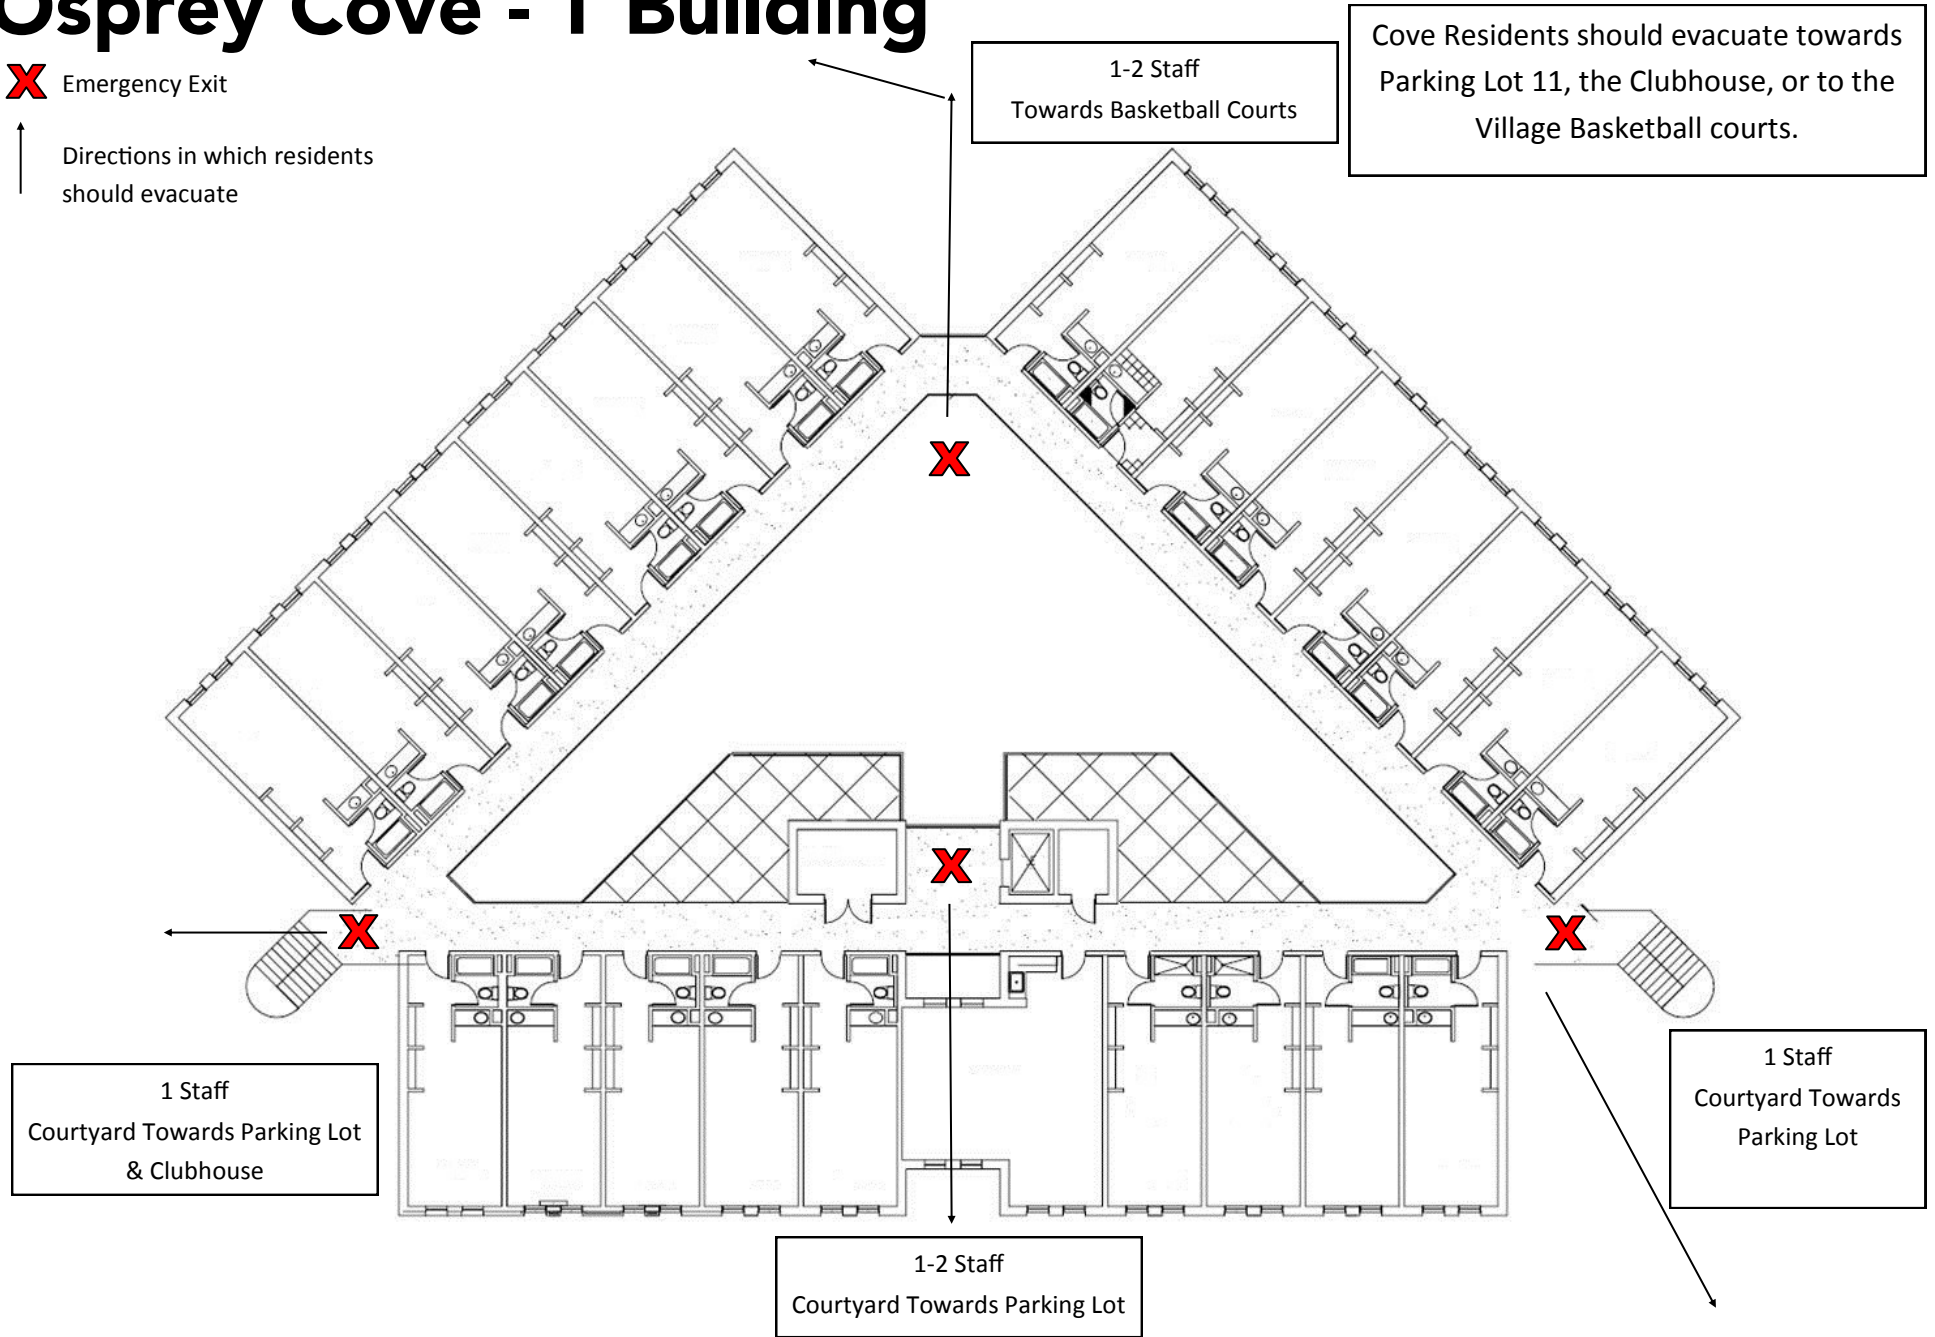 Osprey Cove - T Building
X Emergency Exit
Directions in which residents
should evacuate
1-2 Staff
Towards Basketball Courts
Cove Residents should evacuate towards
Parking Lot 11, the Clubhouse, or to the
Village Basketball courts.
X
X
X
X
1 Staff
Courtyard Towards Parking Lot
& Clubhouse
1 Staff
Courtyard Towards
Parking Lot
1-2 Staff
Courtyard Towards Parking Lot